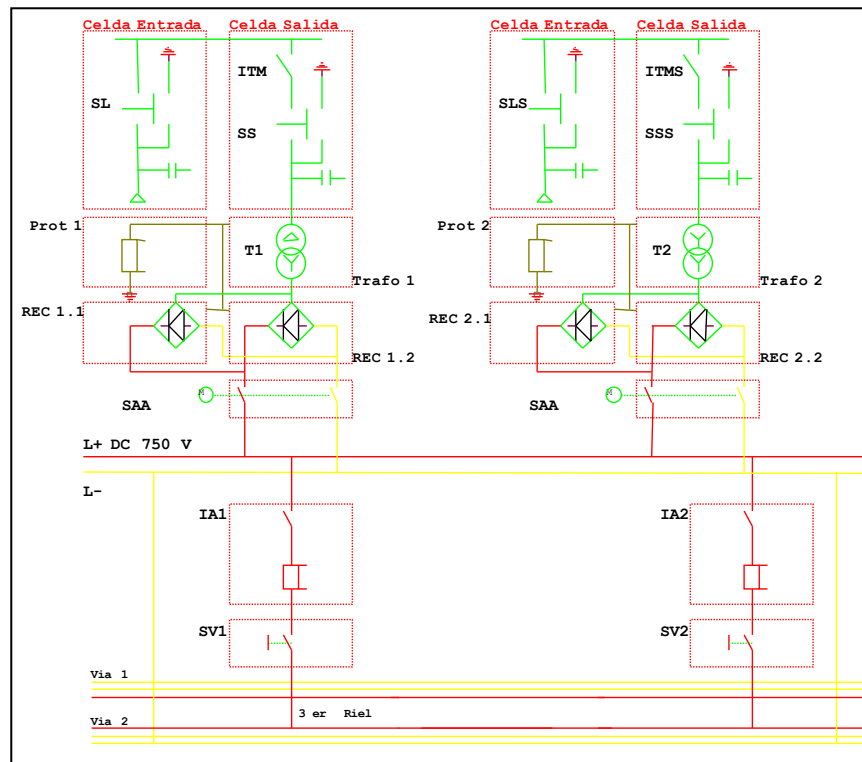 Celda Entrada Celda Salida Celda Entrada Celda Salida
ITM ITMS
SL SLS
SS SSS
Prot 1 Prot 2
T1 T2
Trafo 1 Trafo 2
REC 1.1 REC 2.1
REC 1.2 REC 2.2
M M
SAA SAA
L+ DC 750 V
L-
IA1 IA2
SV1 SV2
Via 1
3 er Riel
Via 2